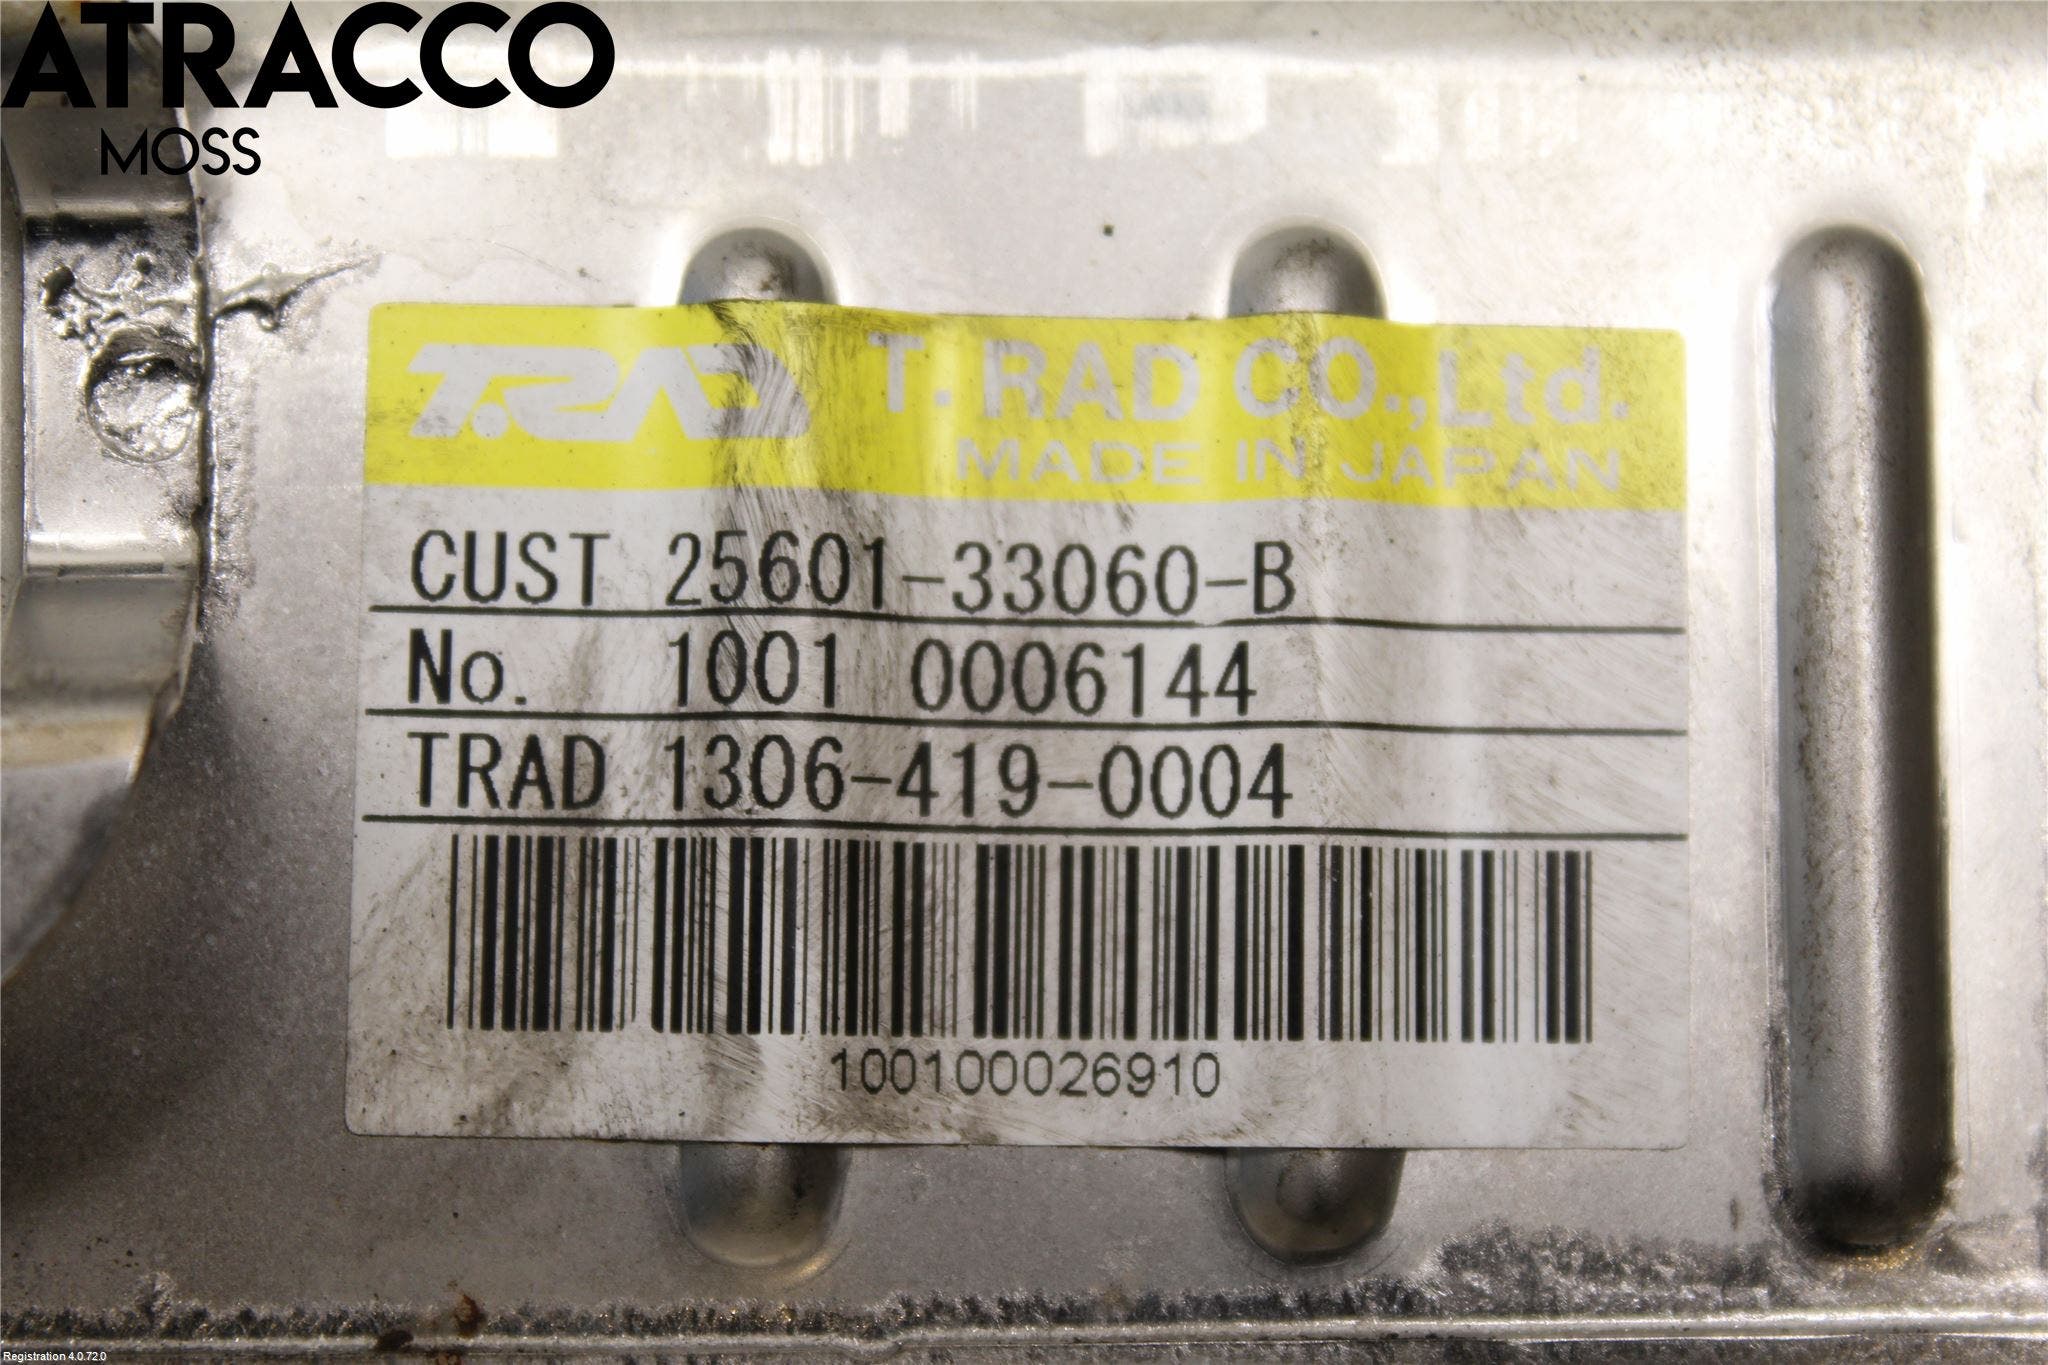 ATRACCO
MOSS
T.RAD T. RAD CO.,Ltd.
MADE IN JAPAN
CUST 25601-33060-B
No. 1001 0006144
TRAD 1306-419-0004
100100026910
Registration 4.0.72.0